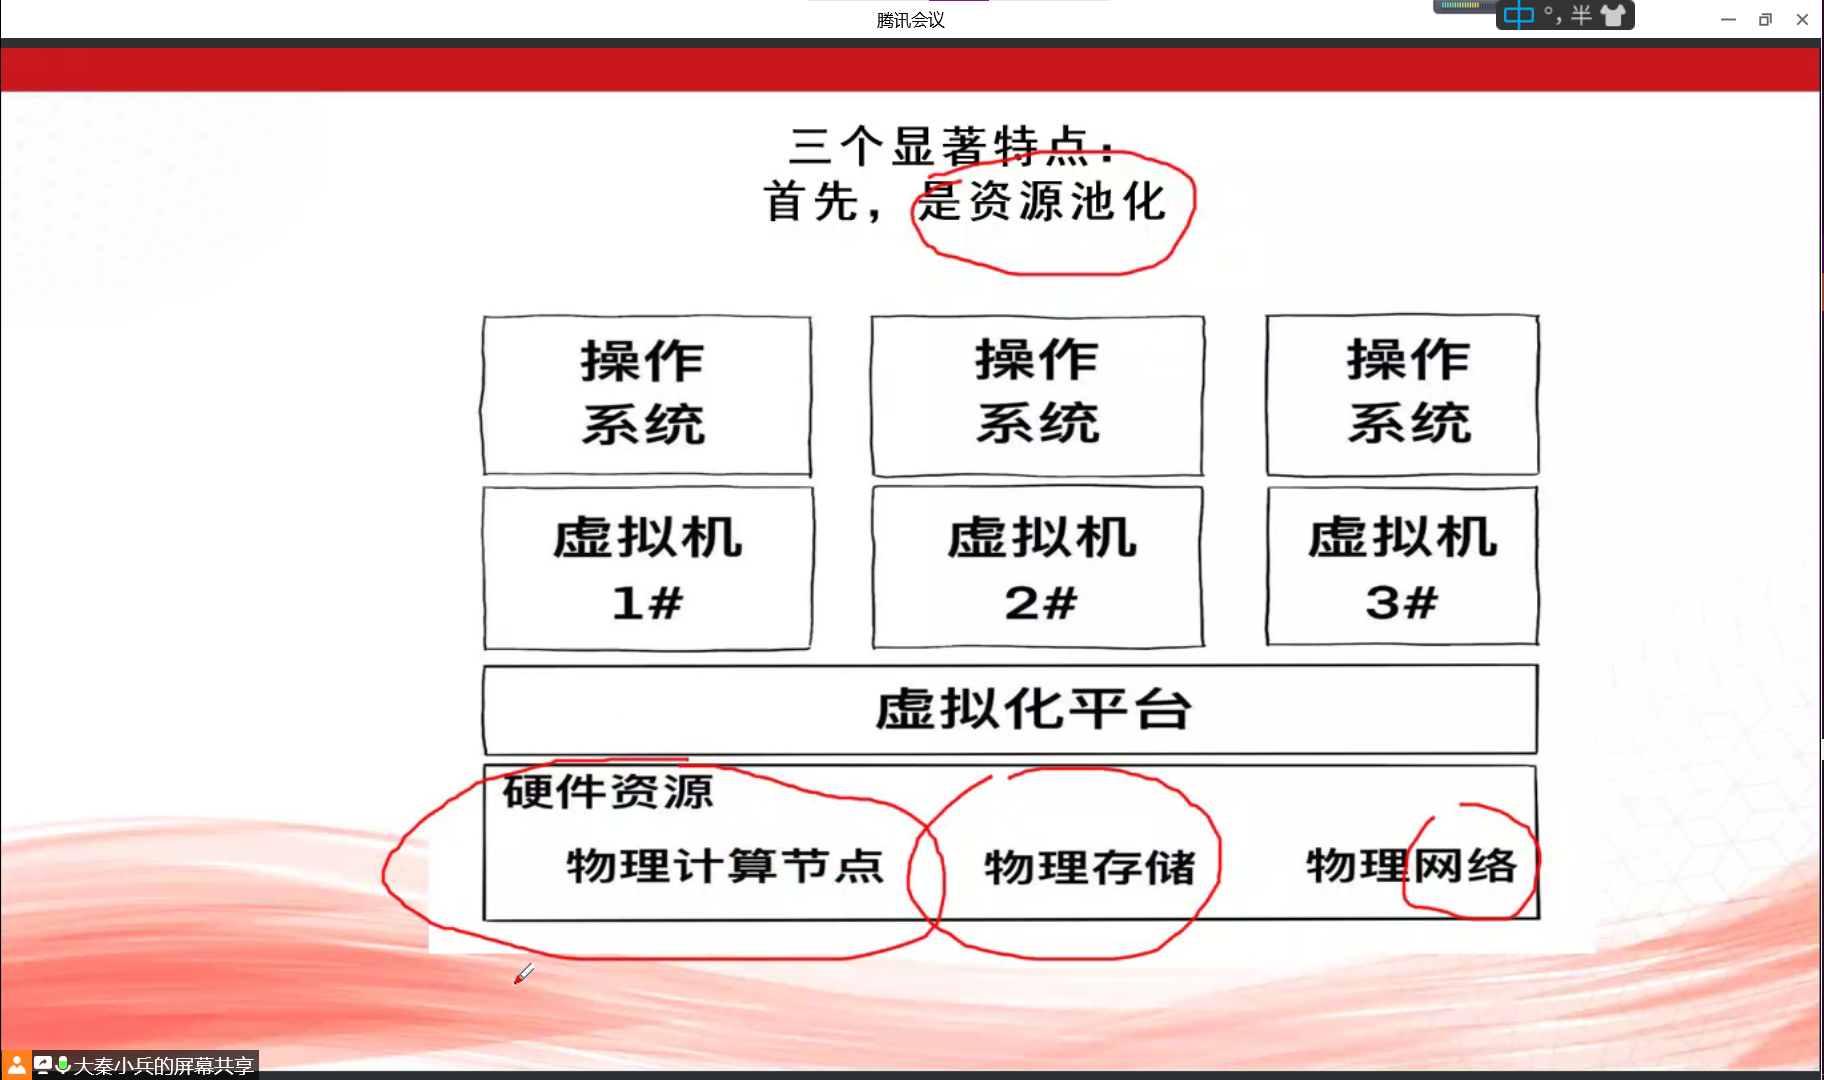 腾讯会议
中 °, 半
三个显著特点：
首先，是资源池化
操作
系统
操作
系统
操作
系统
虚拟机
1#
虚拟机
2#
虚拟机
3#
虚拟化平台
硬件资源
物理计算节点 物理存储 物理网络
大秦小兵的屏幕共享